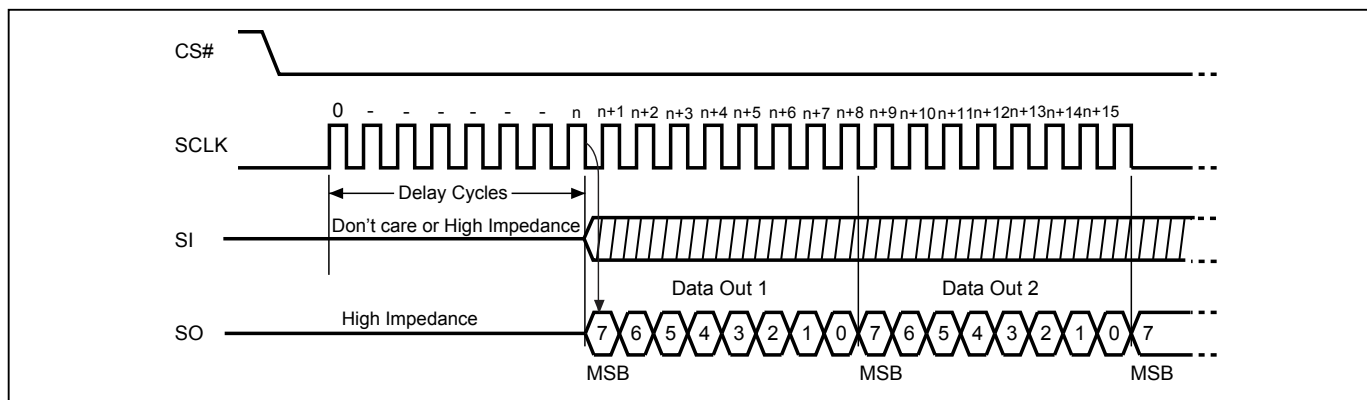 CS#
0 - - - - - - n n+1 n+2 n+3 n+4 n+5 n+6 n+7 n+8 n+9 n+10 n+11 n+12 n+13 n+14 n+15
SCLK
Delay Cycles
Don't care or High Impedance
SI
Data Out 1 Data Out 2
High Impedance
SO
7 6 5 4 3 2 1 0 7 6 5 4 3 2 1 0 7
MSB MSB MSB